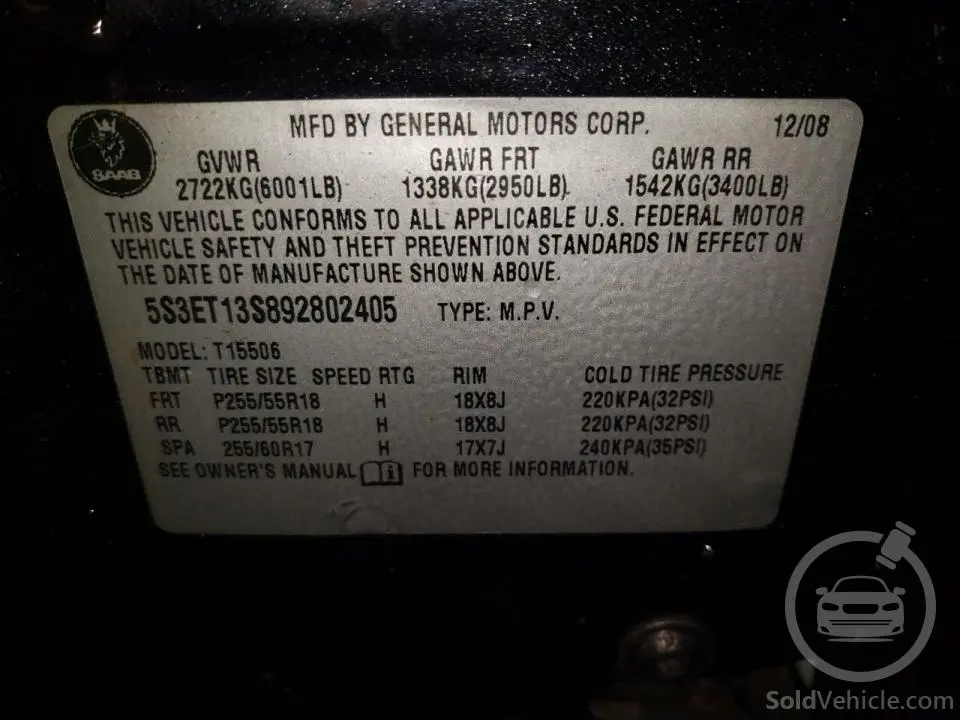 MFD BY GENERAL MOTORS CORP. 12/08
SAAB
GVWR GAWR FRT GAWR RR
2722KG(6001LB) 1338KG(2950LB) 1542KG(3400LB)
THIS VEHICLE CONFORMS TO ALL APPLICABLE U.S. FEDERAL MOTOR
VEHICLE SAFETY AND THEFT PREVENTION STANDARDS IN EFFECT ON
THE DATE OF MANUFACTURE SHOWN ABOVE.
5S3ET13S892802405 TYPE: M.P.V.
MODEL: T15506
TBMT TIRE SIZE SPEED RTG RIM COLD TIRE PRESSURE
FRT P255/55R18 H 18X8J 220KPA(32PSI)
RR P255/55R18 H 18X8J 220KPA(32PSI)
SPA 255/60R17 H 17X7J 240KPA(35PSI)
SEE OWNER'S MANUAL i FOR MORE INFORMATION.
SoldVehicle.com